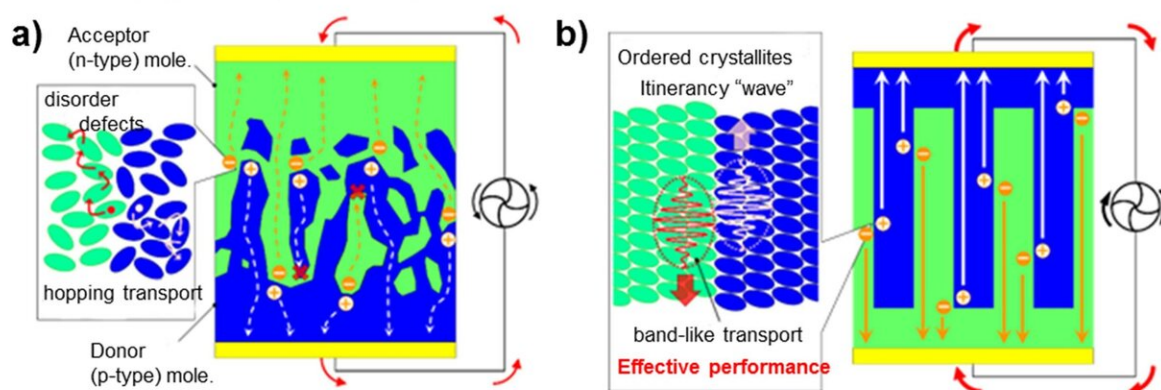 a)
Acceptor
(n-type) mole.
disorder
defects
hopping transport
Donor
(p-type) mole.
b)
Ordered crystallites
Itinerancy “wave”
band-like transport
Effective performance